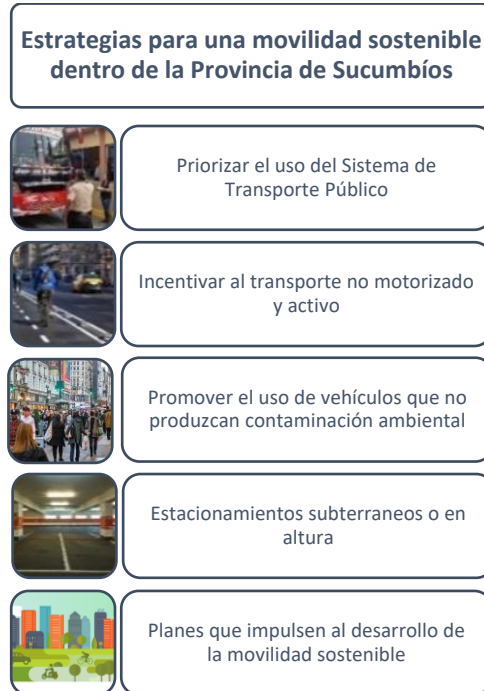 Estrategias para una movilidad sostenible
dentro de la Provincia de Sucumbíos
Priorizar el uso del Sistema de
Transporte Público
Incentivar al transporte no motorizado
y activo
Promover el uso de vehículos que no
produzcan contaminación ambiental
Estacionamientos subterraneos o en
altura
Planes que impulsen al desarrollo de
la movilidad sostenible